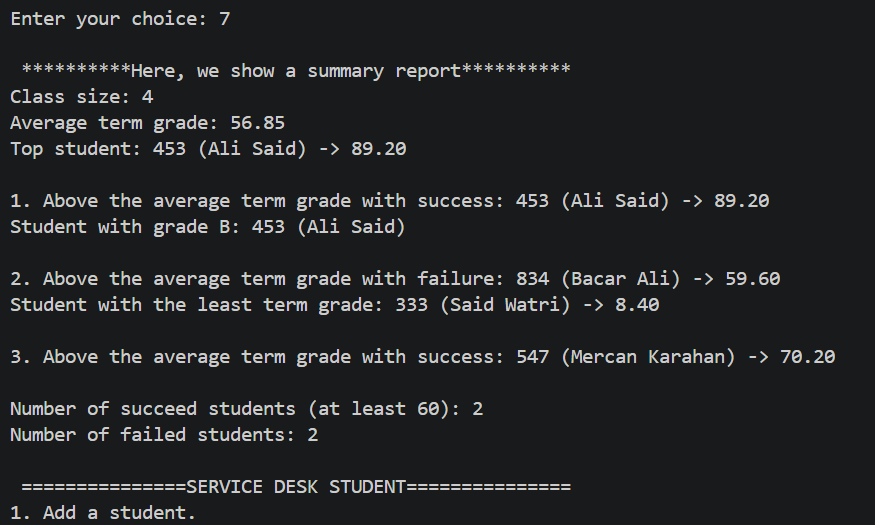 Enter your choice: 7
**********Here, we show a summary report**********
Class size: 4
Average term grade: 56.85
Top student: 453 (Ali Said) -> 89.20
1. Above the average term grade with success: 453 (Ali Said) -> 89.20
Student with grade B: 453 (Ali Said)
2. Above the average term grade with failure: 834 (Bacar Ali) -> 59.60
Student with the least term grade: 333 (Said Watri) -> 8.40
3. Above the average term grade with success: 547 (Mercan Karahan) -> 70.20
Number of succeed students (at least 60): 2
Number of failed students: 2
===============SERVICE DESK STUDENT===============
1. Add a student.